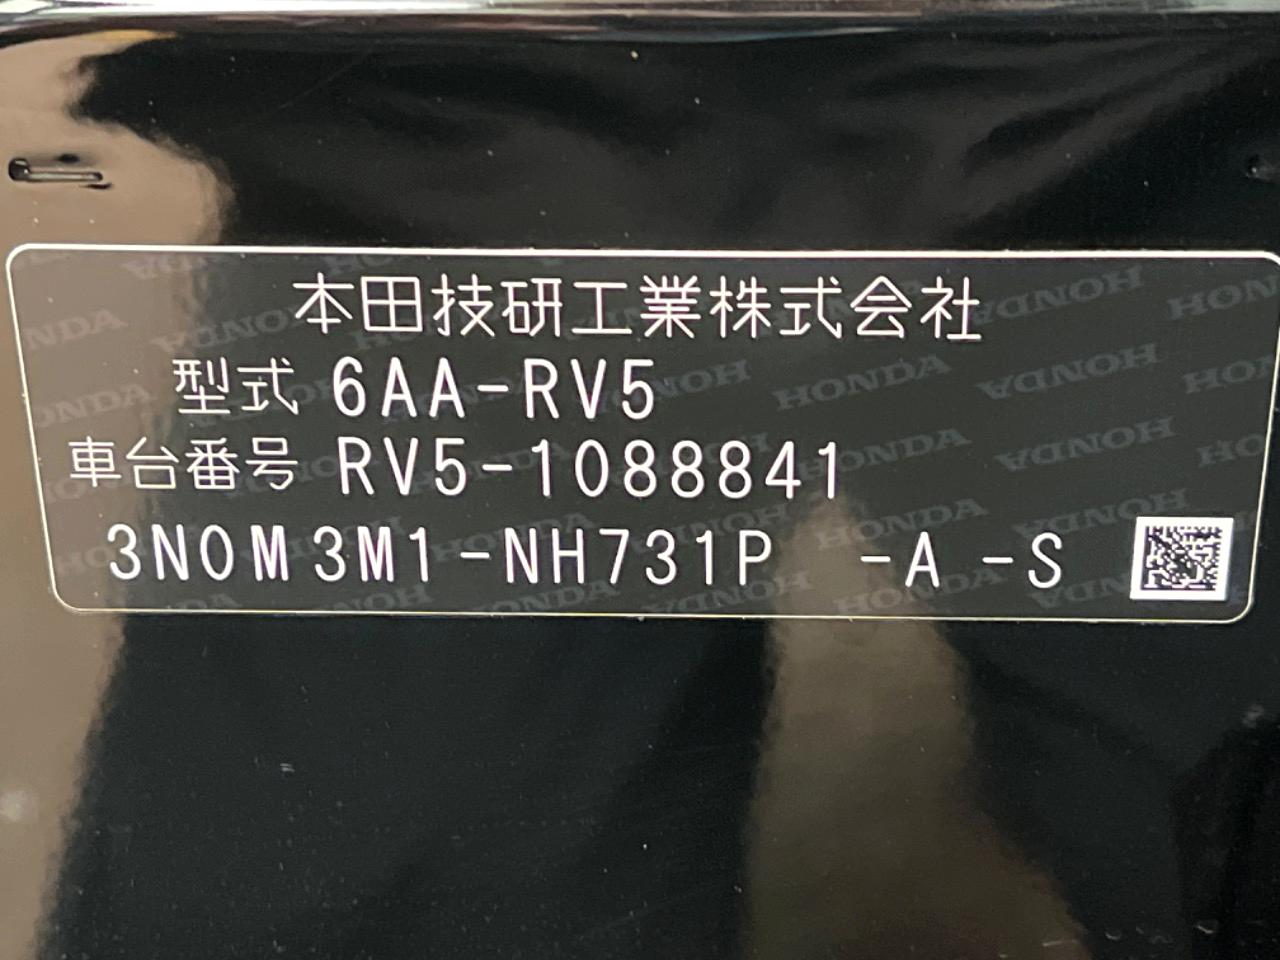 本田技研工業株式会社
型式 6AA-RV5
車台番号 RV5-1088841
3N0M3M1-NH731P -A -S